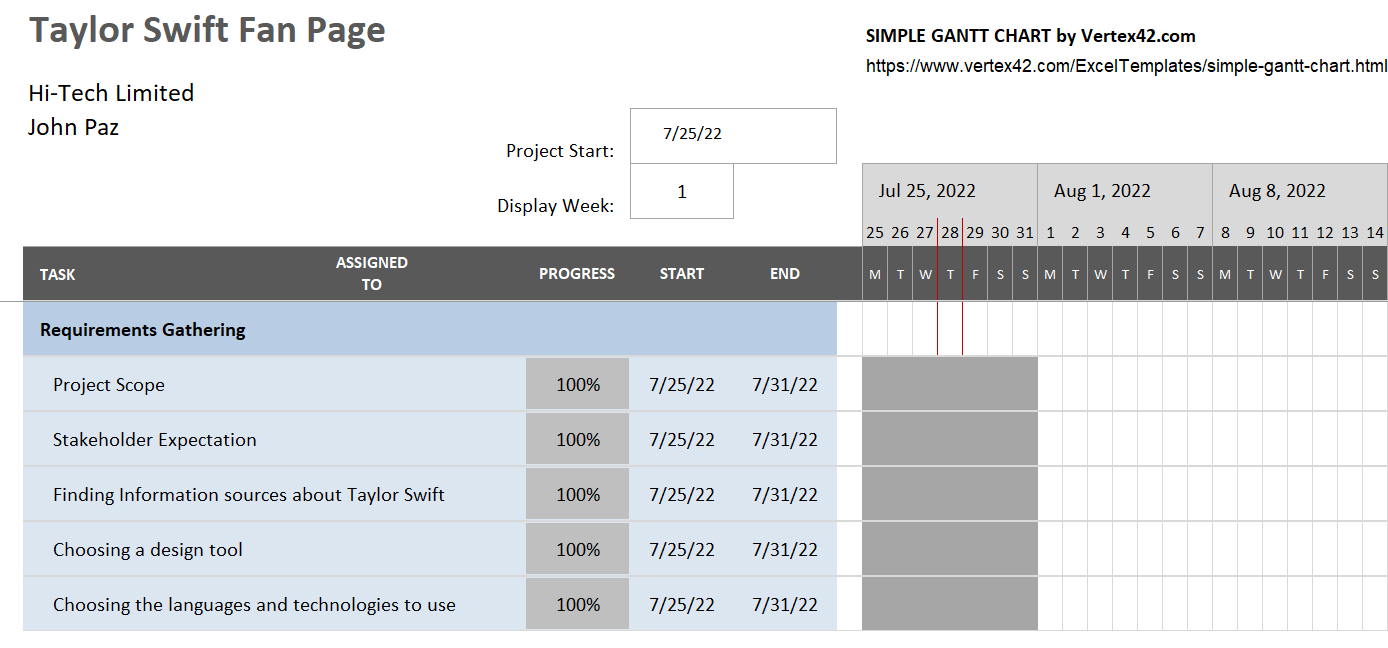 Taylor Swift Fan Page
SIMPLE GANTT CHART by Vertex42.com
https://www.vertex42.com/ExcelTemplates/simple-gantt-chart.html
Hi-Tech Limited
John Paz
Project Start: 7/25/22
Display Week: 1
Jul 25, 2022 Aug 1, 2022 Aug 8, 2022
25 26 27 28 29 30 31 1 2 3 4 5 6 7 8 9 10 11 12 13 14
TASK ASSIGNED TO PROGRESS START END M T W T F S S M T W T F S S M T W T F S S
Requirements Gathering
Project Scope 100% 7/25/22 7/31/22
Stakeholder Expectation 100% 7/25/22 7/31/22
Finding Information sources about Taylor Swift 100% 7/25/22 7/31/22
Choosing a design tool 100% 7/25/22 7/31/22
Choosing the languages and technologies to use 100% 7/25/22 7/31/22